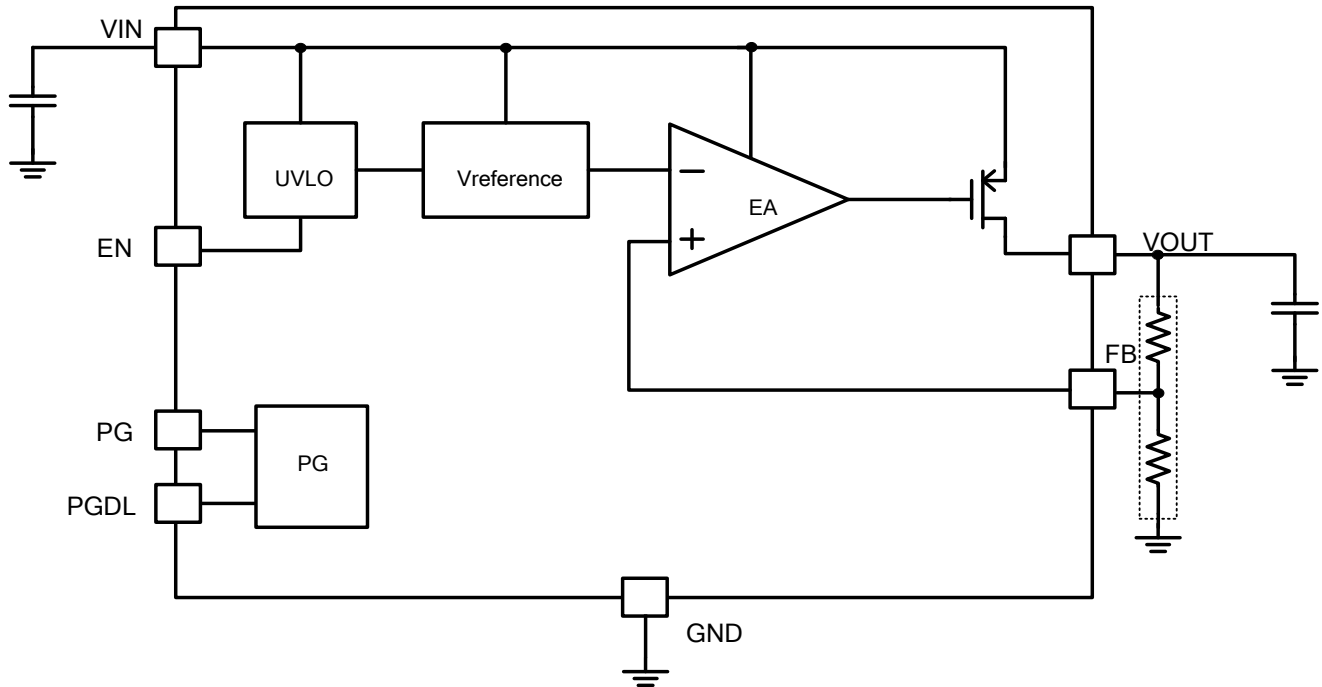 VIN
UVLO
Vreference
−
EA
+
EN
VOUT
FB
PG
PG
PGDL
GND